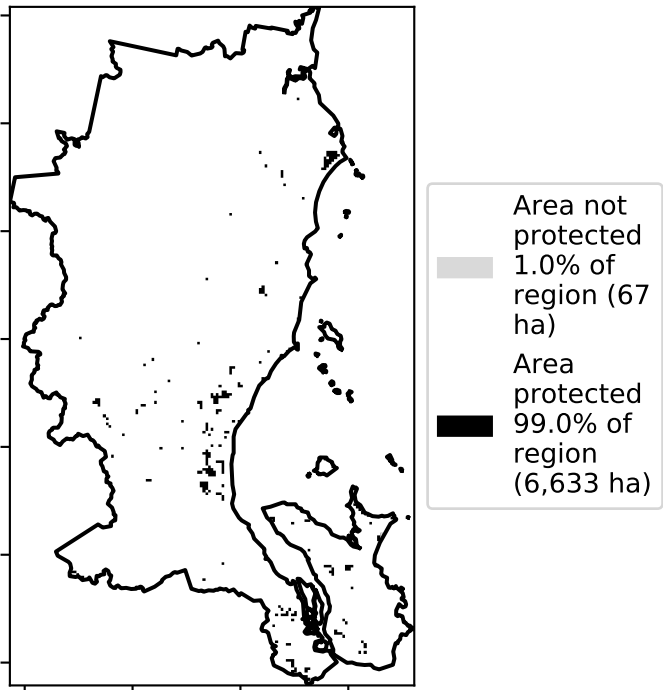 Area not
protected
1.0% of
region (67
ha)
Area
protected
99.0% of
region
(6,633 ha)